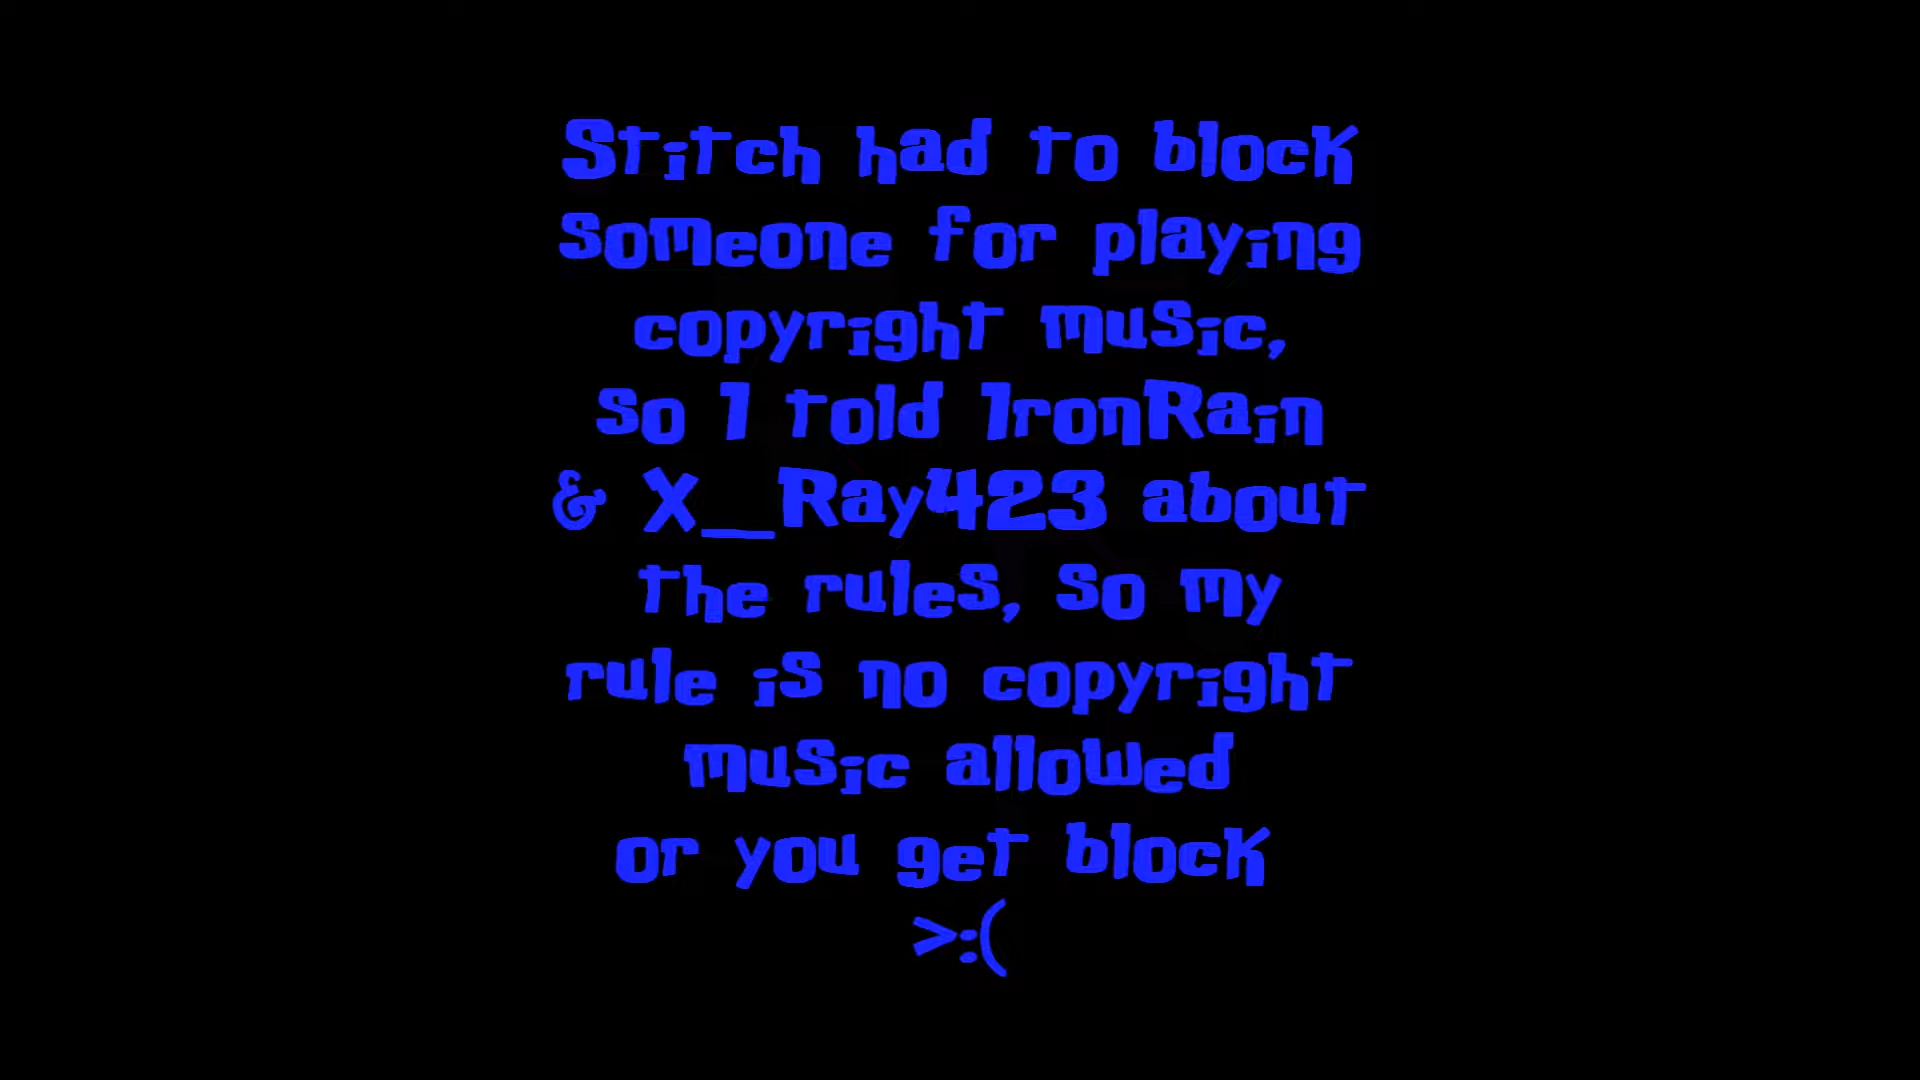 Stitch had to block
someone for playing
copyright music,
so I told IronRain
& X__Ray423 about
the rules, so my
rule is no copyright
music allowed
or you get block
>:(